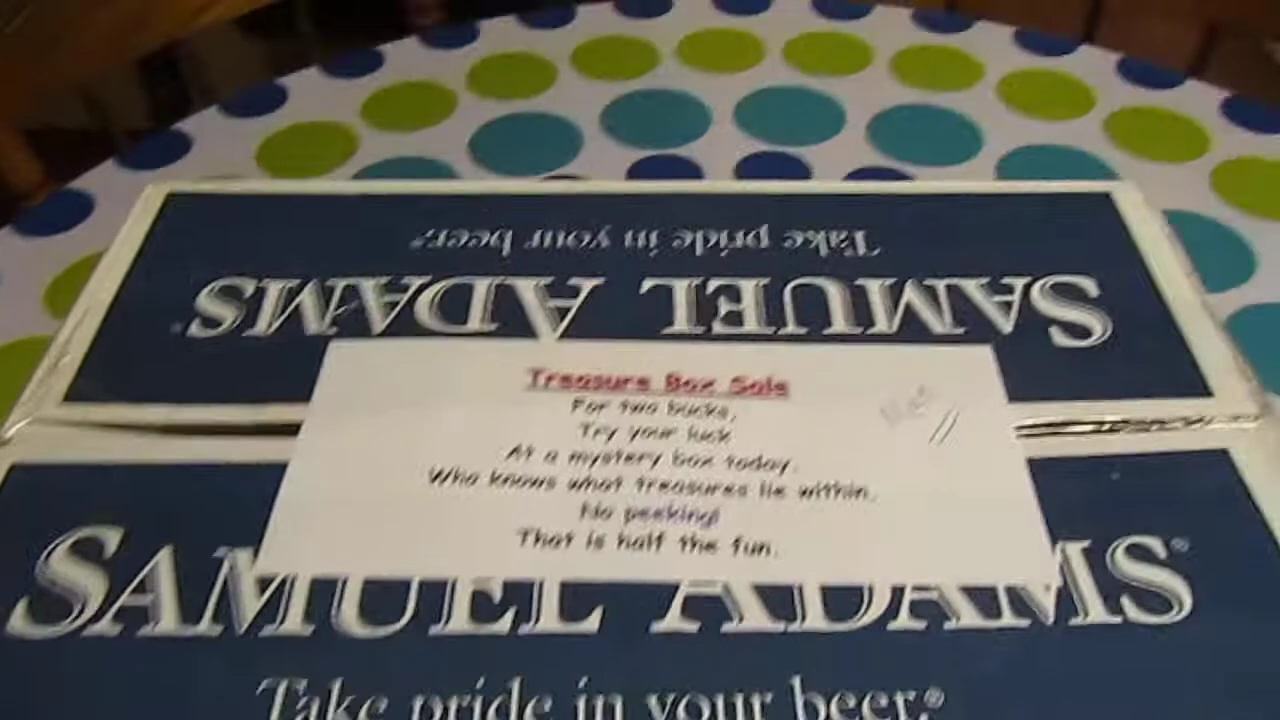 Take pride in your beer.®
SAMUEL ADAMS®
Treasure Box Sale
For two bucks,
Try your luck
At a mystery box today.
Who knows what treasures lie within.
No peeking!
That is half the fun.
SAMUEL ADAMS®
Take pride in your beer.®